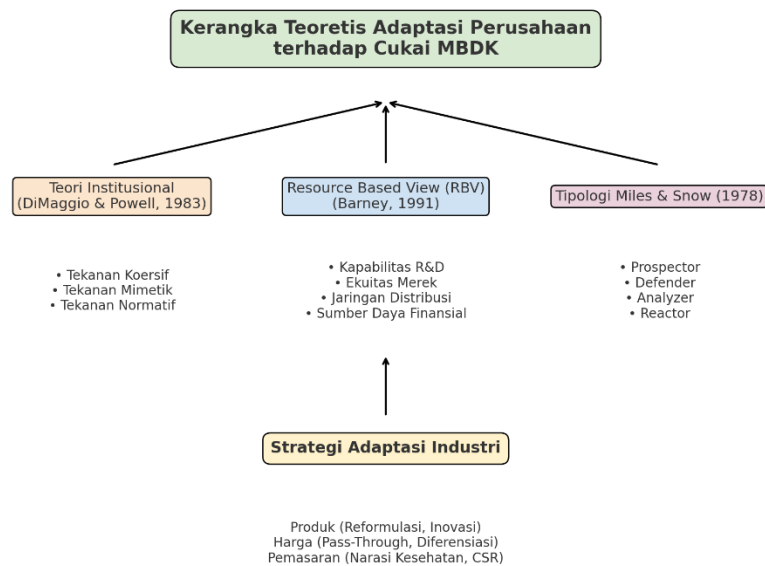 Kerangka Teoretis Adaptasi Perusahaan
terhadap Cukai MBDK
Teori Institusional
(DiMaggio & Powell, 1983)
• Tekanan Koersif
• Tekanan Mimetik
• Tekanan Normatif
Resource Based View (RBV)
(Barney, 1991)
• Kapabilitas R&D
• Ekuitas Merek
• Jaringan Distribusi
• Sumber Daya Finansial
Tipologi Miles & Snow (1978)
• Prospector
• Defender
• Analyzer
• Reactor
Strategi Adaptasi Industri
Produk (Reformulasi, Inovasi)
Harga (Pass-Through, Diferensiasi)
Pemasaran (Narasi Kesehatan, CSR)